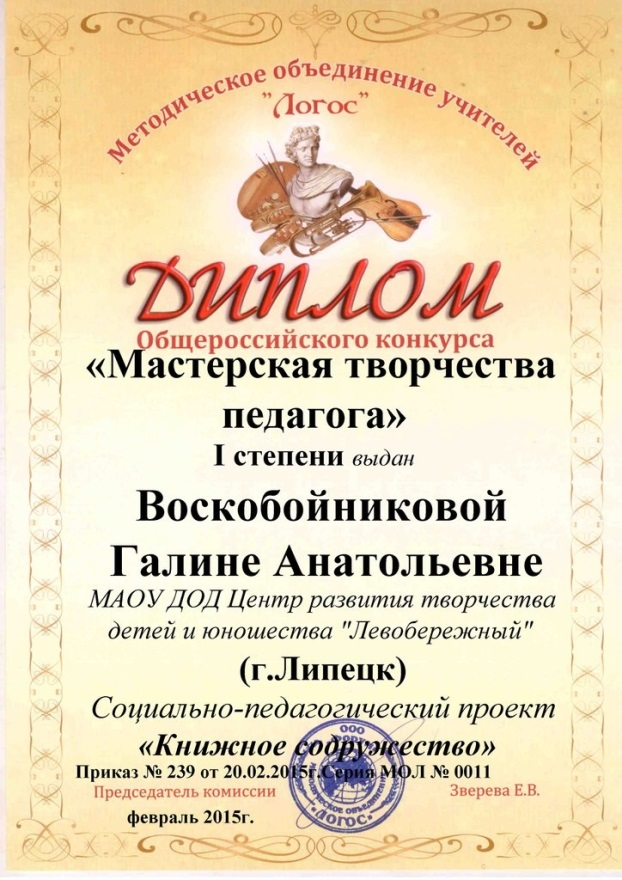 Методическое объединение учителей
"Логос"
ДИПЛОМ
Общероссийского конкурса
«Мастерская творчества
педагога»
I степени выдан
Воскобойниковой
Галине Анатольевне
МАОУ ДОД Центр развития творчества
детей и юношества "Левобережный"
(г.Липецк)
Социально-педагогический проект
«Книжное содружество»
Приказ № 239 от 20.02.2015г.Серия МОЛ № 0011
Председатель комиссии Зверева Е.В.
февраль 2015г.
ООО
"ЛОГОС"